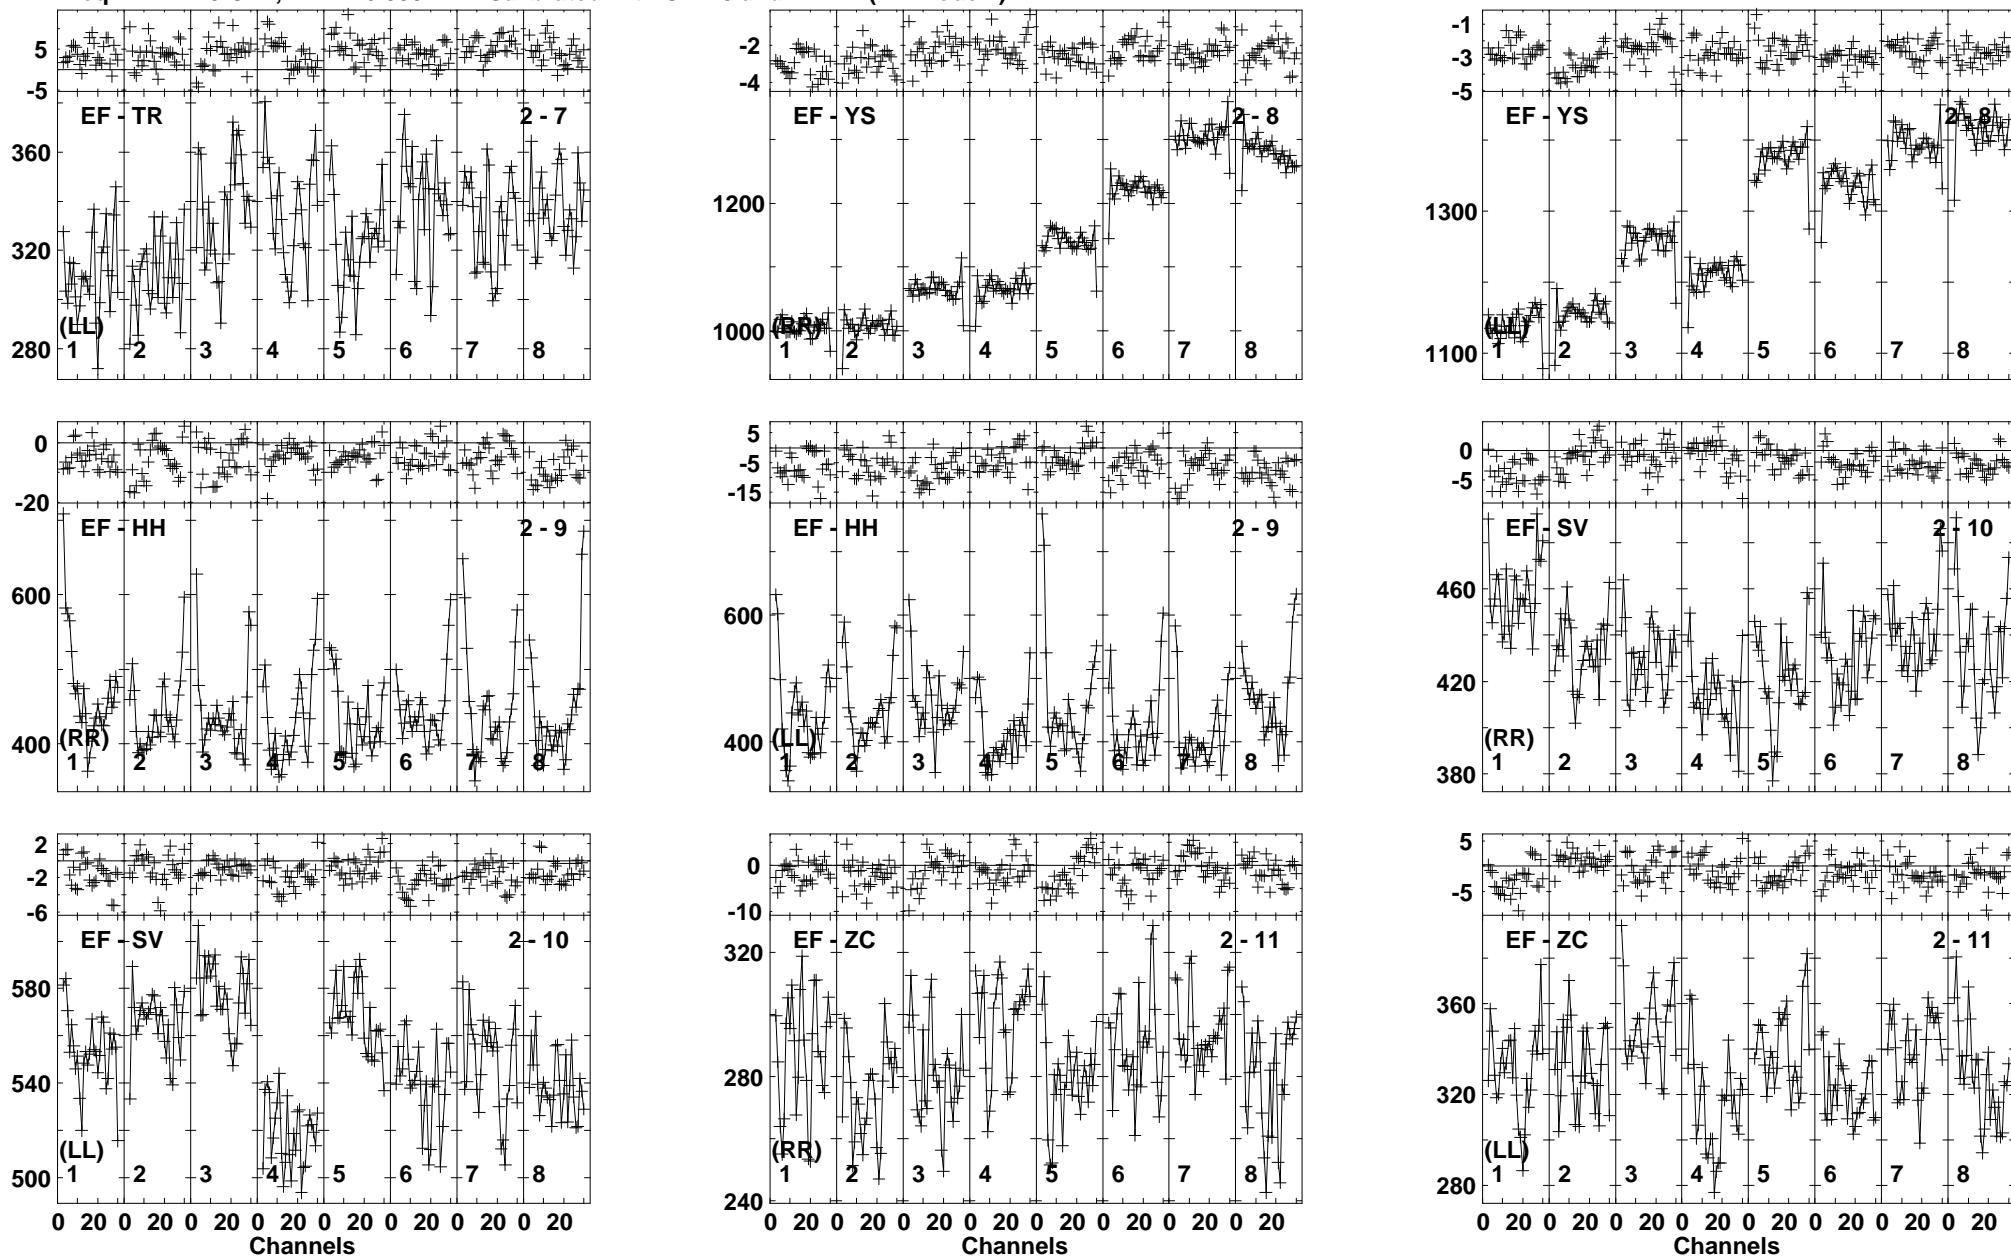 5 -5 EF - TR 2 - 7 360 320 280 (LL) 1 2 3 4 5 6 7 8
-2 -4 EF - YS 2 - 8 1200 1000 (RR) 1 2 3 4 5 6 7 8
-1 -3 -5 EF - YS 2 - 8 1300 1100 (LL) 1 2 3 4 5 6 7 8
0 -20 EF - HH 2 - 9 600 400 (RR) 1 2 3 4 5 6 7 8
5 -5 -15 EF - HH 2 - 9 600 400 (LL) 1 2 3 4 5 6 7 8
0 -5 EF - SV 2 - 10 460 420 380 (RR) 1 2 3 4 5 6 7 8
2 -2 -6 EF - SV 2 - 10 580 540 500 (LL) 1 2 3 4 5 6 7 8
0 -10 EF - ZC 2 - 11 320 280 240 (RR) 1 2 3 4 5 6 7 8
5 -5 EF - ZC 2 - 11 360 320 280 (LL) 1 2 3 4 5 6 7 8
0 20 0 20 0 20 0 20 0 20 0 20 0 20 0 20
0 20 0 20 0 20 0 20 0 20 0 20 0 20 0 20
0 20 0 20 0 20 0 20 0 20 0 20 0 20 0 20
Channels
Channels